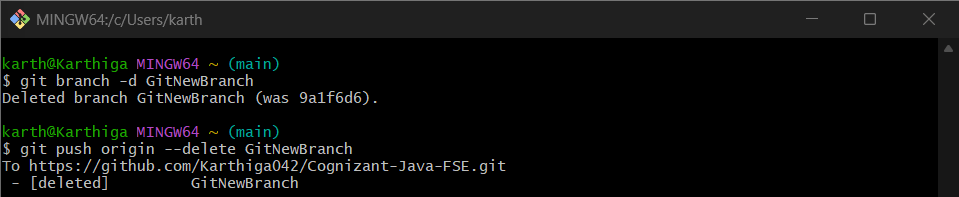 MINGW64:/c/Users/karth
karth@Karthiga MINGW64 ~ (main)
$ git branch -d GitNewBranch
Deleted branch GitNewBranch (was 9a1f6d6).
karth@Karthiga MINGW64 ~ (main)
$ git push origin --delete GitNewBranch
To https://github.com/Karthiga042/Cognizant-Java-FSE.git
 - [deleted]         GitNewBranch